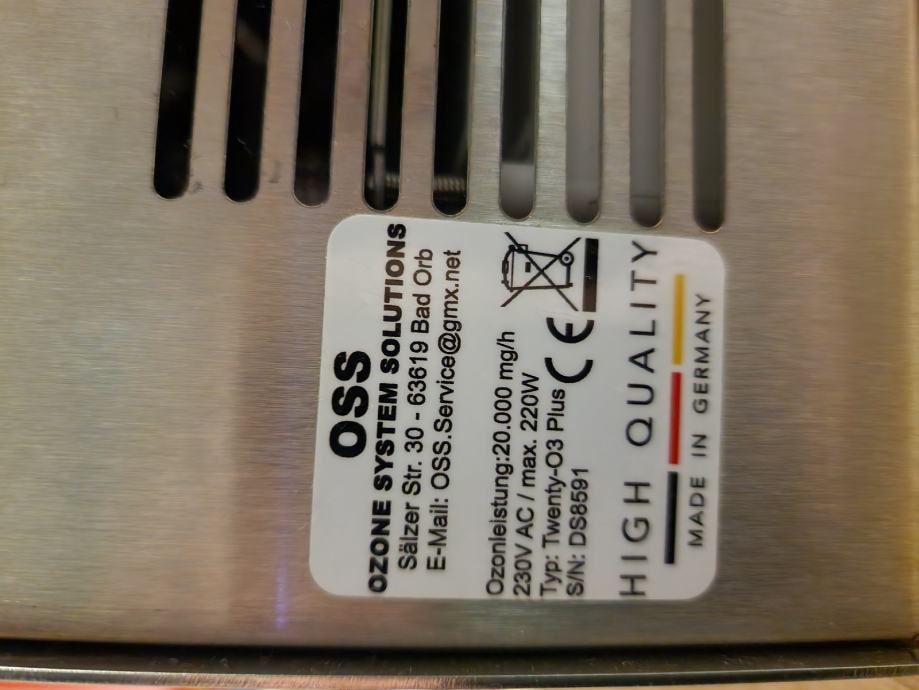 OSS
OZONE SYSTEM SOLUTIONS
Sälzer Str. 30 - 63619 Bad Orb
E-Mail: OSS.Service@gmx.net
Ozonleistung:20.000 mg/h
230V AC / max. 220W
Typ: Twenty-O3 Plus CE
S/N: DS8591
HIGH QUALITY
MADE IN GERMANY